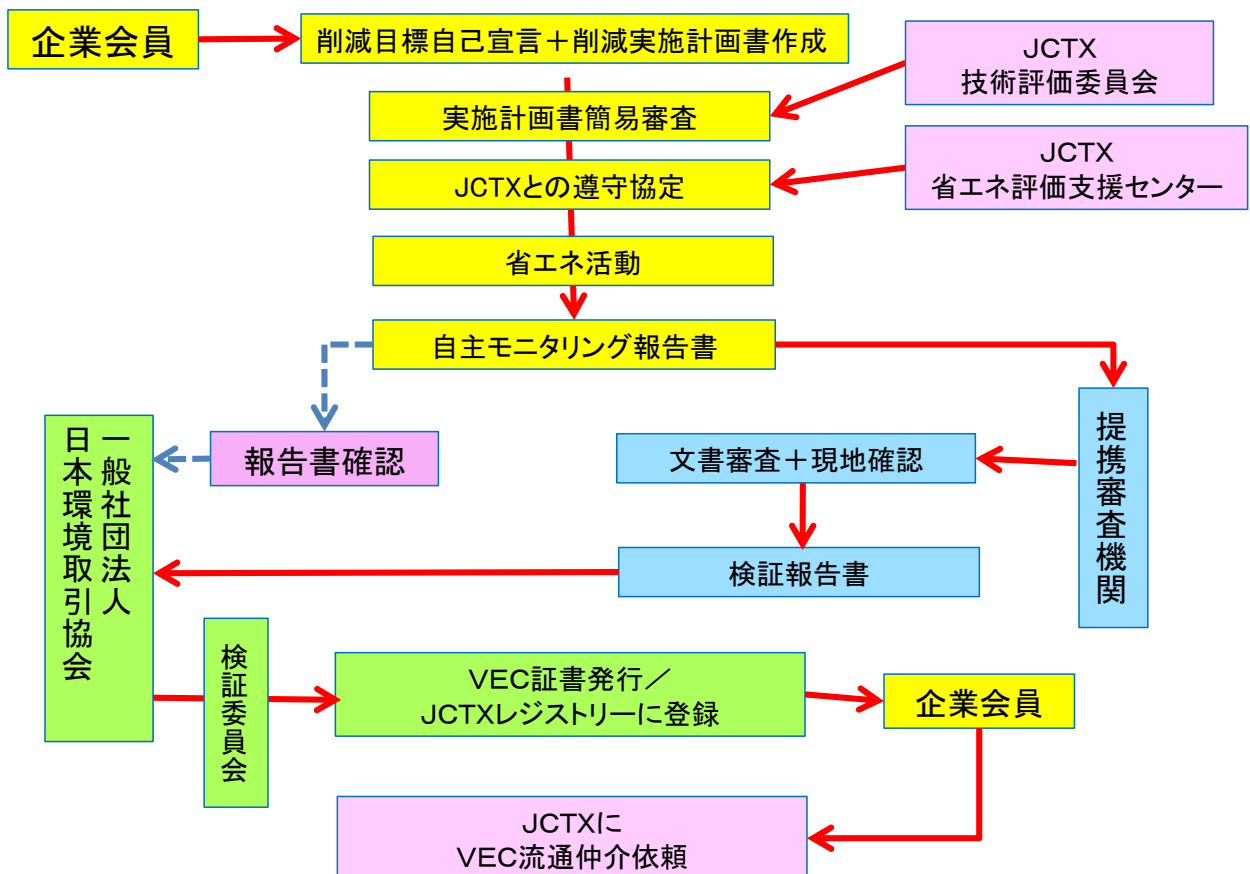 企業会員
削減目標自己宣言＋削減実施計画書作成
JCTX
技術評価委員会
実施計画書簡易審査
JCTX
省エネ評価支援センター
JCTXとの遵守協定
省エネ活動
自主モニタリング報告書
提携審査機関
報告書確認
文書審査＋現地確認
一般社団法人
日本環境取引協会
検証報告書
検証委員会
VEC証書発行／
JCTXレジストリーに登録
企業会員
JCTXに
VEC流通仲介依頼